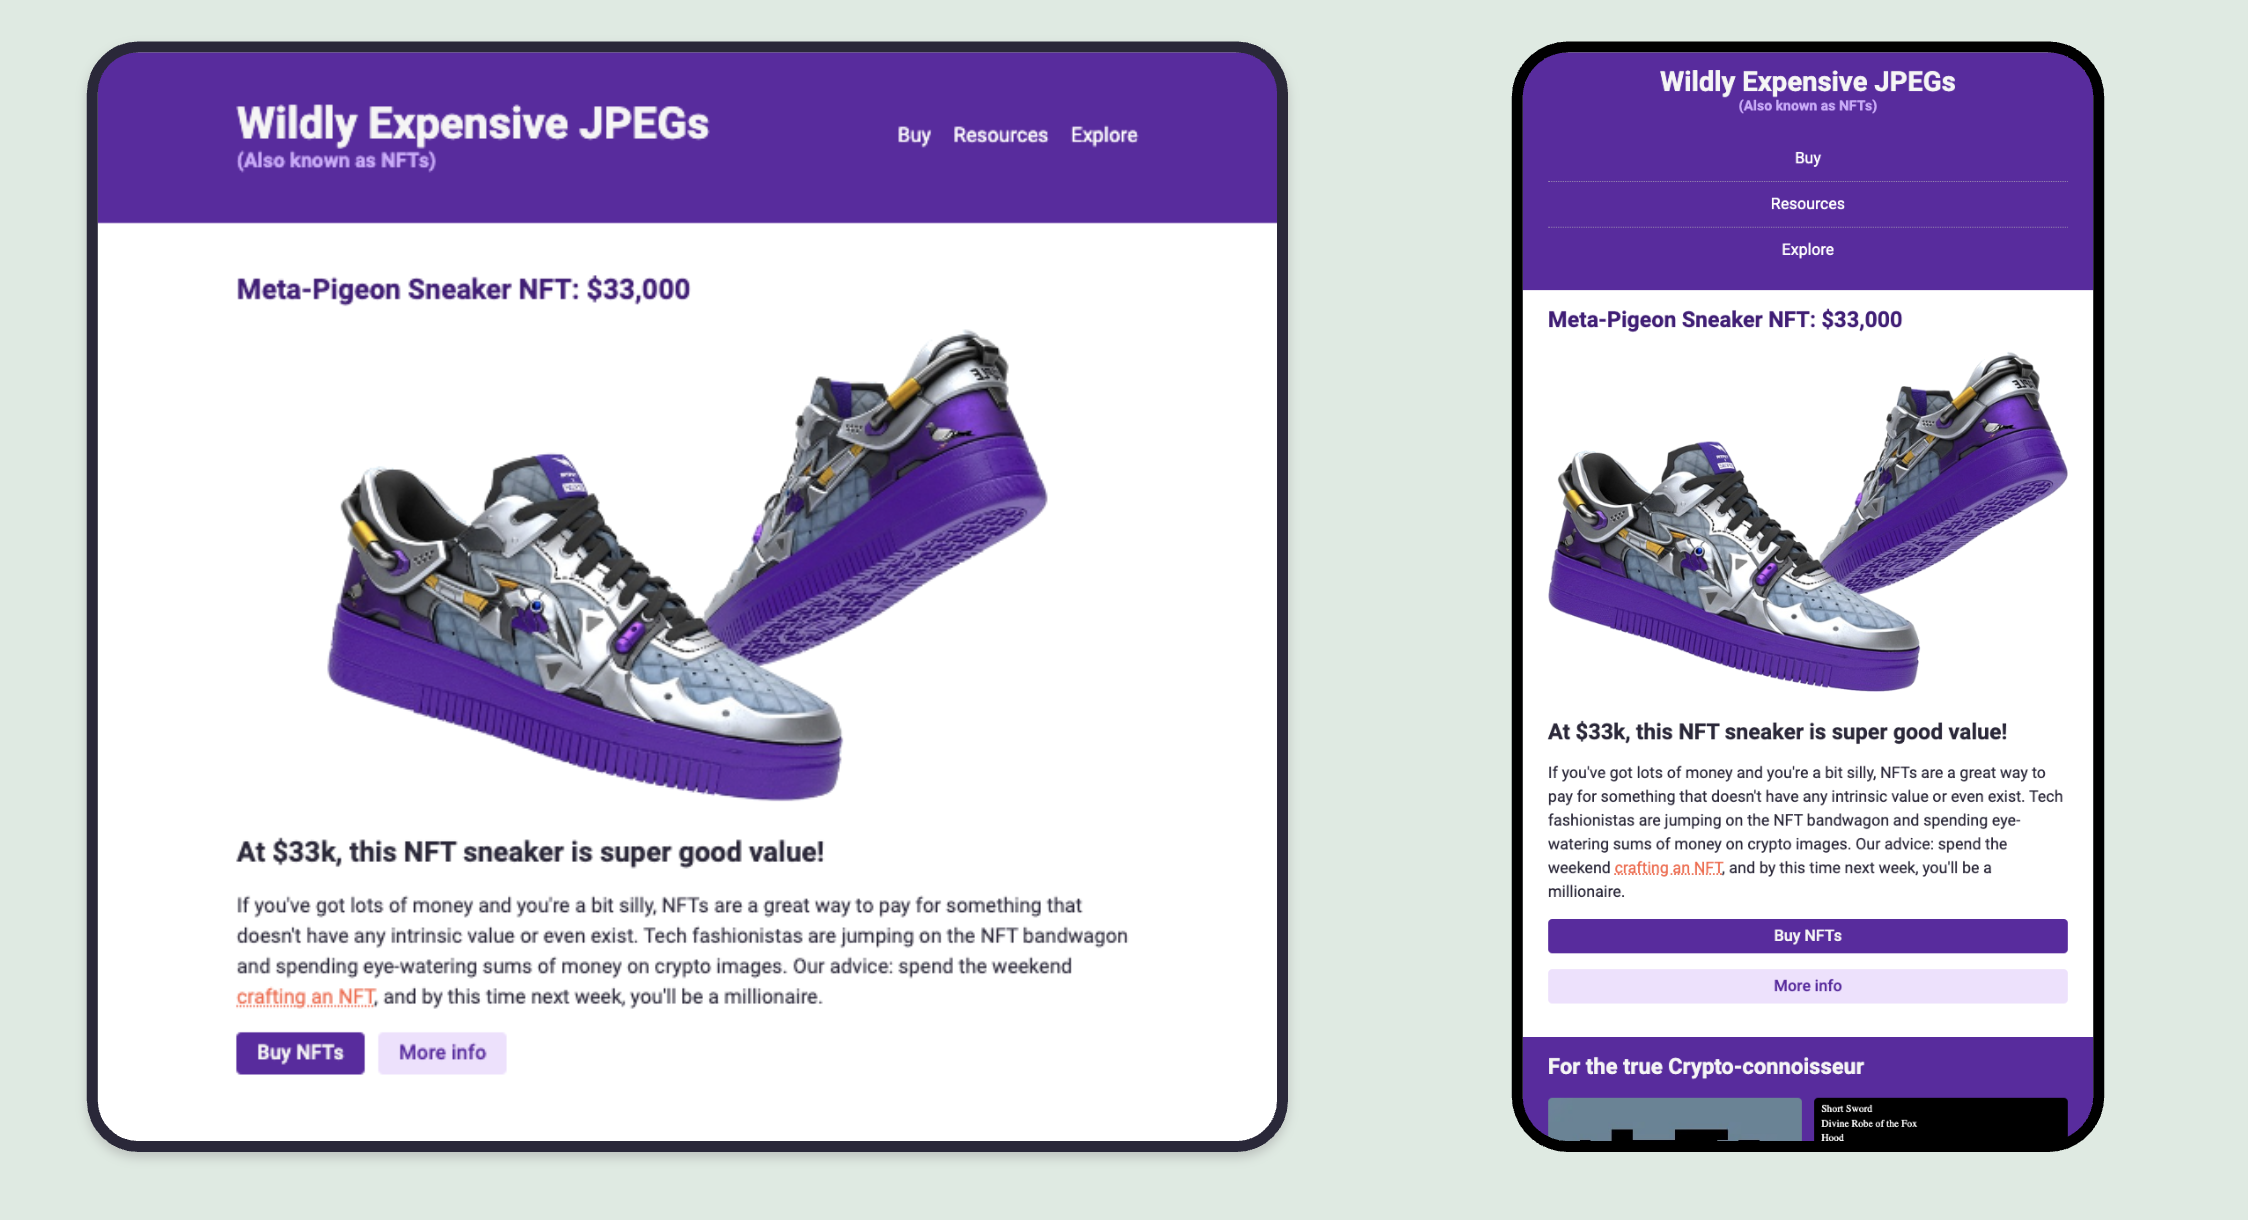 Wildly Expensive JPEGs
(Also known as NFTs)
Buy Resources Explore
Meta-Pigeon Sneaker NFT: $33,000
At $33k, this NFT sneaker is super good value!
If you've got lots of money and you're a bit silly, NFTs are a great way to pay for something that
doesn't have any intrinsic value or even exist. Tech fashionistas are jumping on the NFT bandwagon
and spending eye-watering sums of money on crypto images. Our advice: spend the weekend
crafting an NFT, and by this time next week, you'll be a millionaire.
Buy NFTs More info
Wildly Expensive JPEGs
(Also known as NFTs)
Buy
Resources
Explore
Meta-Pigeon Sneaker NFT: $33,000
At $33k, this NFT sneaker is super good value!
If you've got lots of money and you're a bit silly, NFTs are a great way to
pay for something that doesn't have any intrinsic value or even exist. Tech
fashionistas are jumping on the NFT bandwagon and spending eye-
watering sums of money on crypto images. Our advice: spend the
weekend crafting an NFT, and by this time next week, you'll be a
millionaire.
Buy NFTs
More info
For the true Crypto-connoisseur
Short Sword
Divine Robe of the Fox
Hood